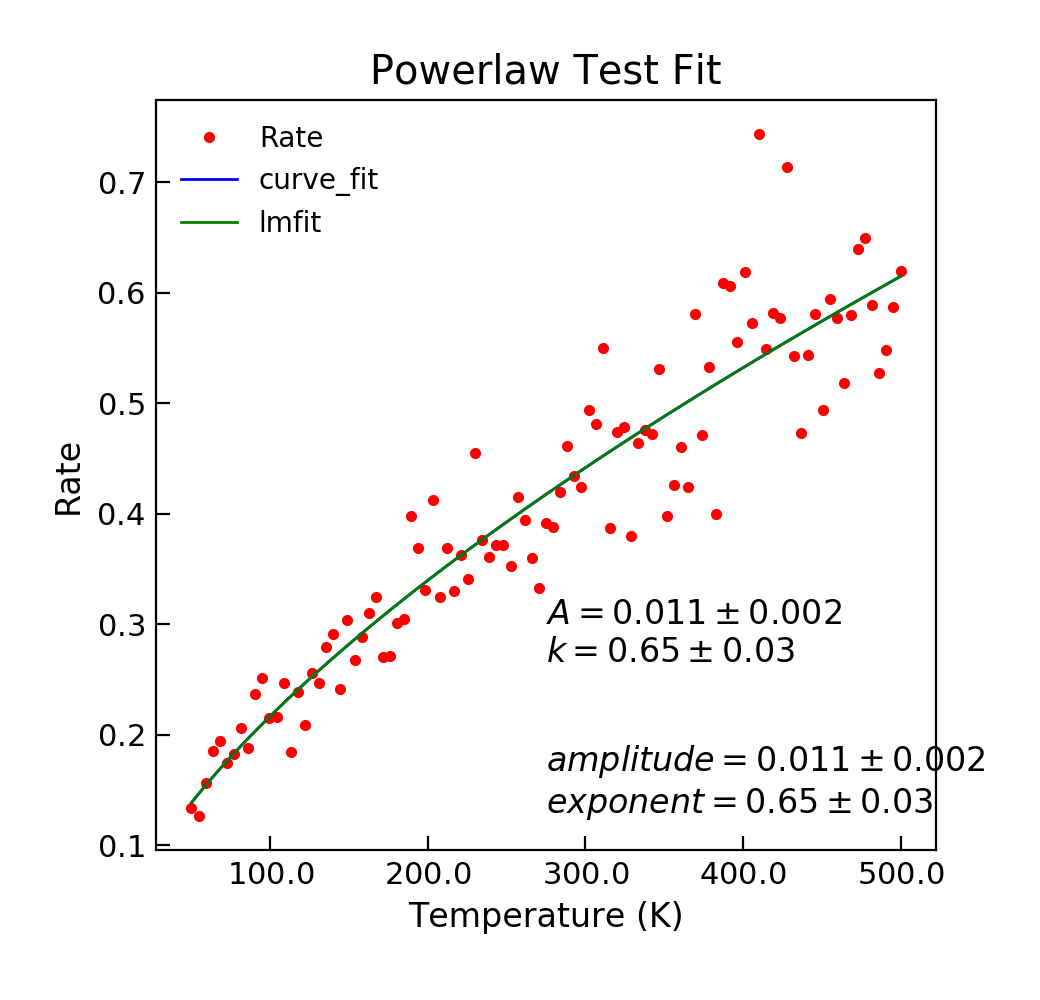 Powerlaw Test Fit
Rate
curve_fit
lmfit
0.7
0.6
0.5
0.4
0.3
0.2
0.1
Rate
A = 0.011 ± 0.002
k = 0.65 ± 0.03
amplitude = 0.011 ± 0.002
exponent = 0.65 ± 0.03
100.0 200.0 300.0 400.0 500.0
Temperature (K)